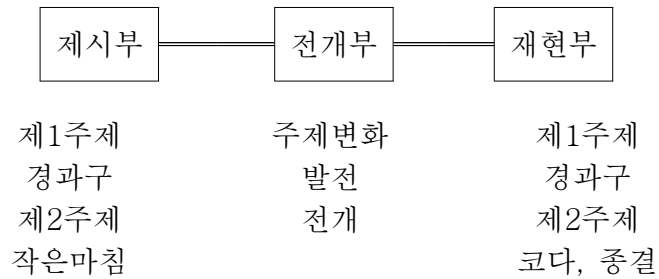 제시부 전개부 재현부
제1주제 주제변화 제1주제
경과구 발전 경과구
제2주제 전개 제2주제
작은마침 코다, 종결